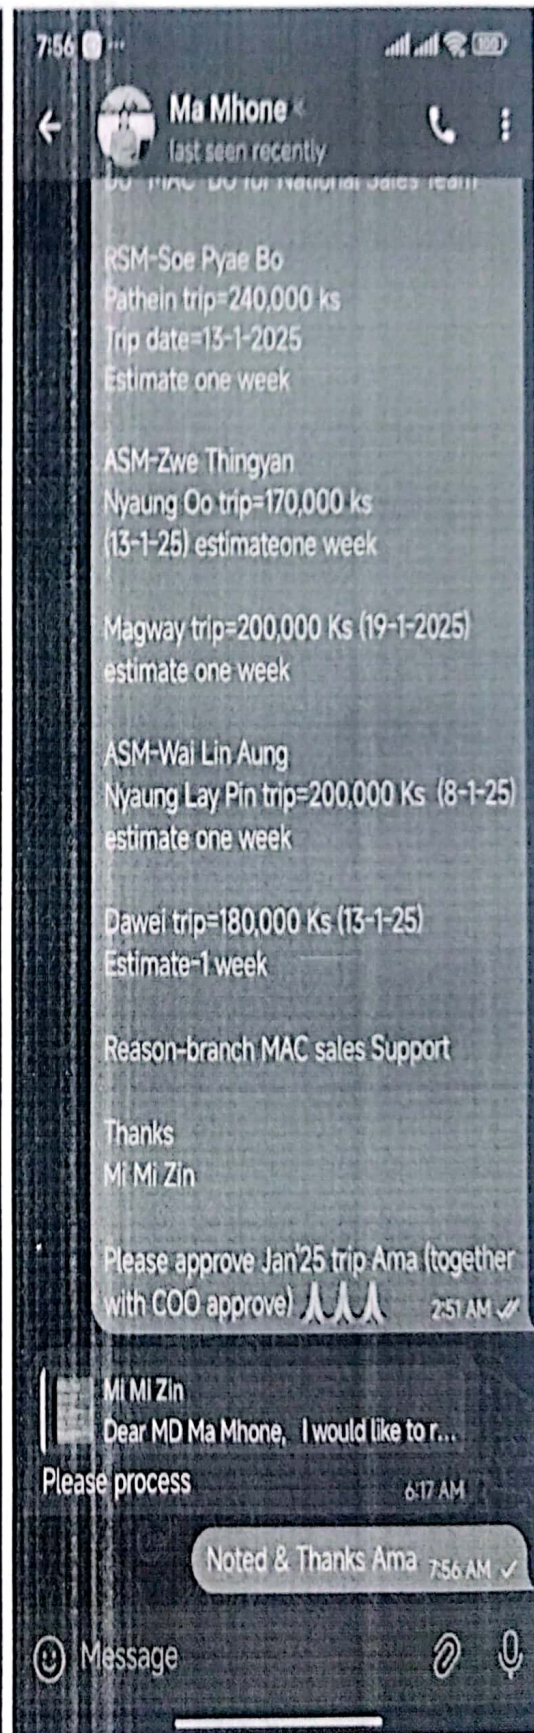 7:56
100
Ma Mhone
last seen recently
for National Sales Team
RSM-Soe Pyae Bo
Pathein trip=240,000 ks
Trip date=13-1-2025
Estimate one week
ASM-Zwe Thingyan
Nyaung Oo trip=170,000 ks
(13-1-25) estimateone week
Magway trip=200,000 Ks (19-1-2025)
estimate one week
ASM-Wai Lin Aung
Nyaung Lay Pin trip=200,000 Ks (8-1-25)
estimate one week
Dawei trip=180,000 Ks (13-1-25)
Estimate-1 week
Reason-branch MAC sales Support
Thanks
Mi Mi Zin
Please approve Jan'25 trip Ama (together
with COO approve) 🙏🙏🙏 2:51 AM
Mi Mi Zin
Dear MD Ma Mhone, I would like to r...
Please process 6:17 AM
Noted & Thanks Ama 7:56 AM
Message